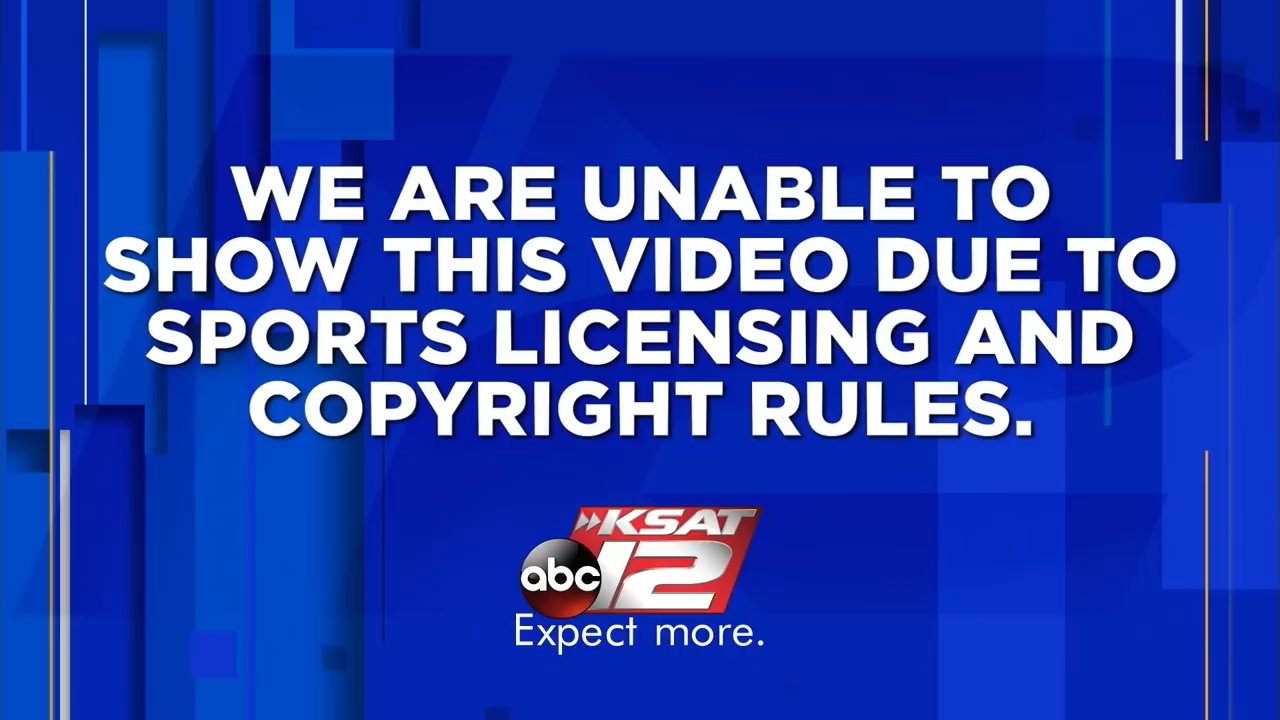 WE ARE UNABLE TO
SHOW THIS VIDEO DUE TO
SPORTS LICENSING AND
COPYRIGHT RULES.
KSAT
abc 12
Expect more.